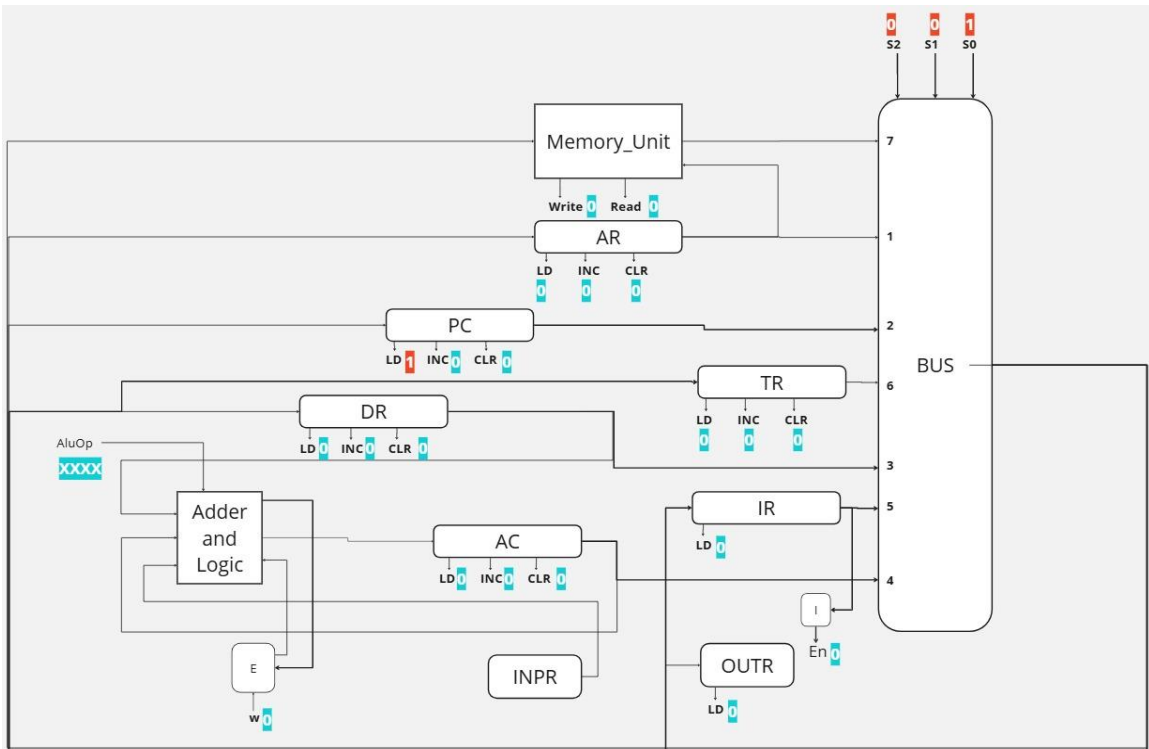 0 0 1
S2 S1 S0
Memory_Unit
7
Write 0 Read 0
AR
1
LD INC CLR
0 0 0
PC
2
LD 1 INC 0 CLR 0
BUS
TR
6
LD INC CLR
0 0 0
DR
LD 0 INC 0 CLR 0
AluOp
XXXX
3
Adder
and
Logic
IR
5
LD 0
AC
LD 0 INC 0 CLR 0
4
I
En 0
E
INPR
OUTR
w 0
LD 0